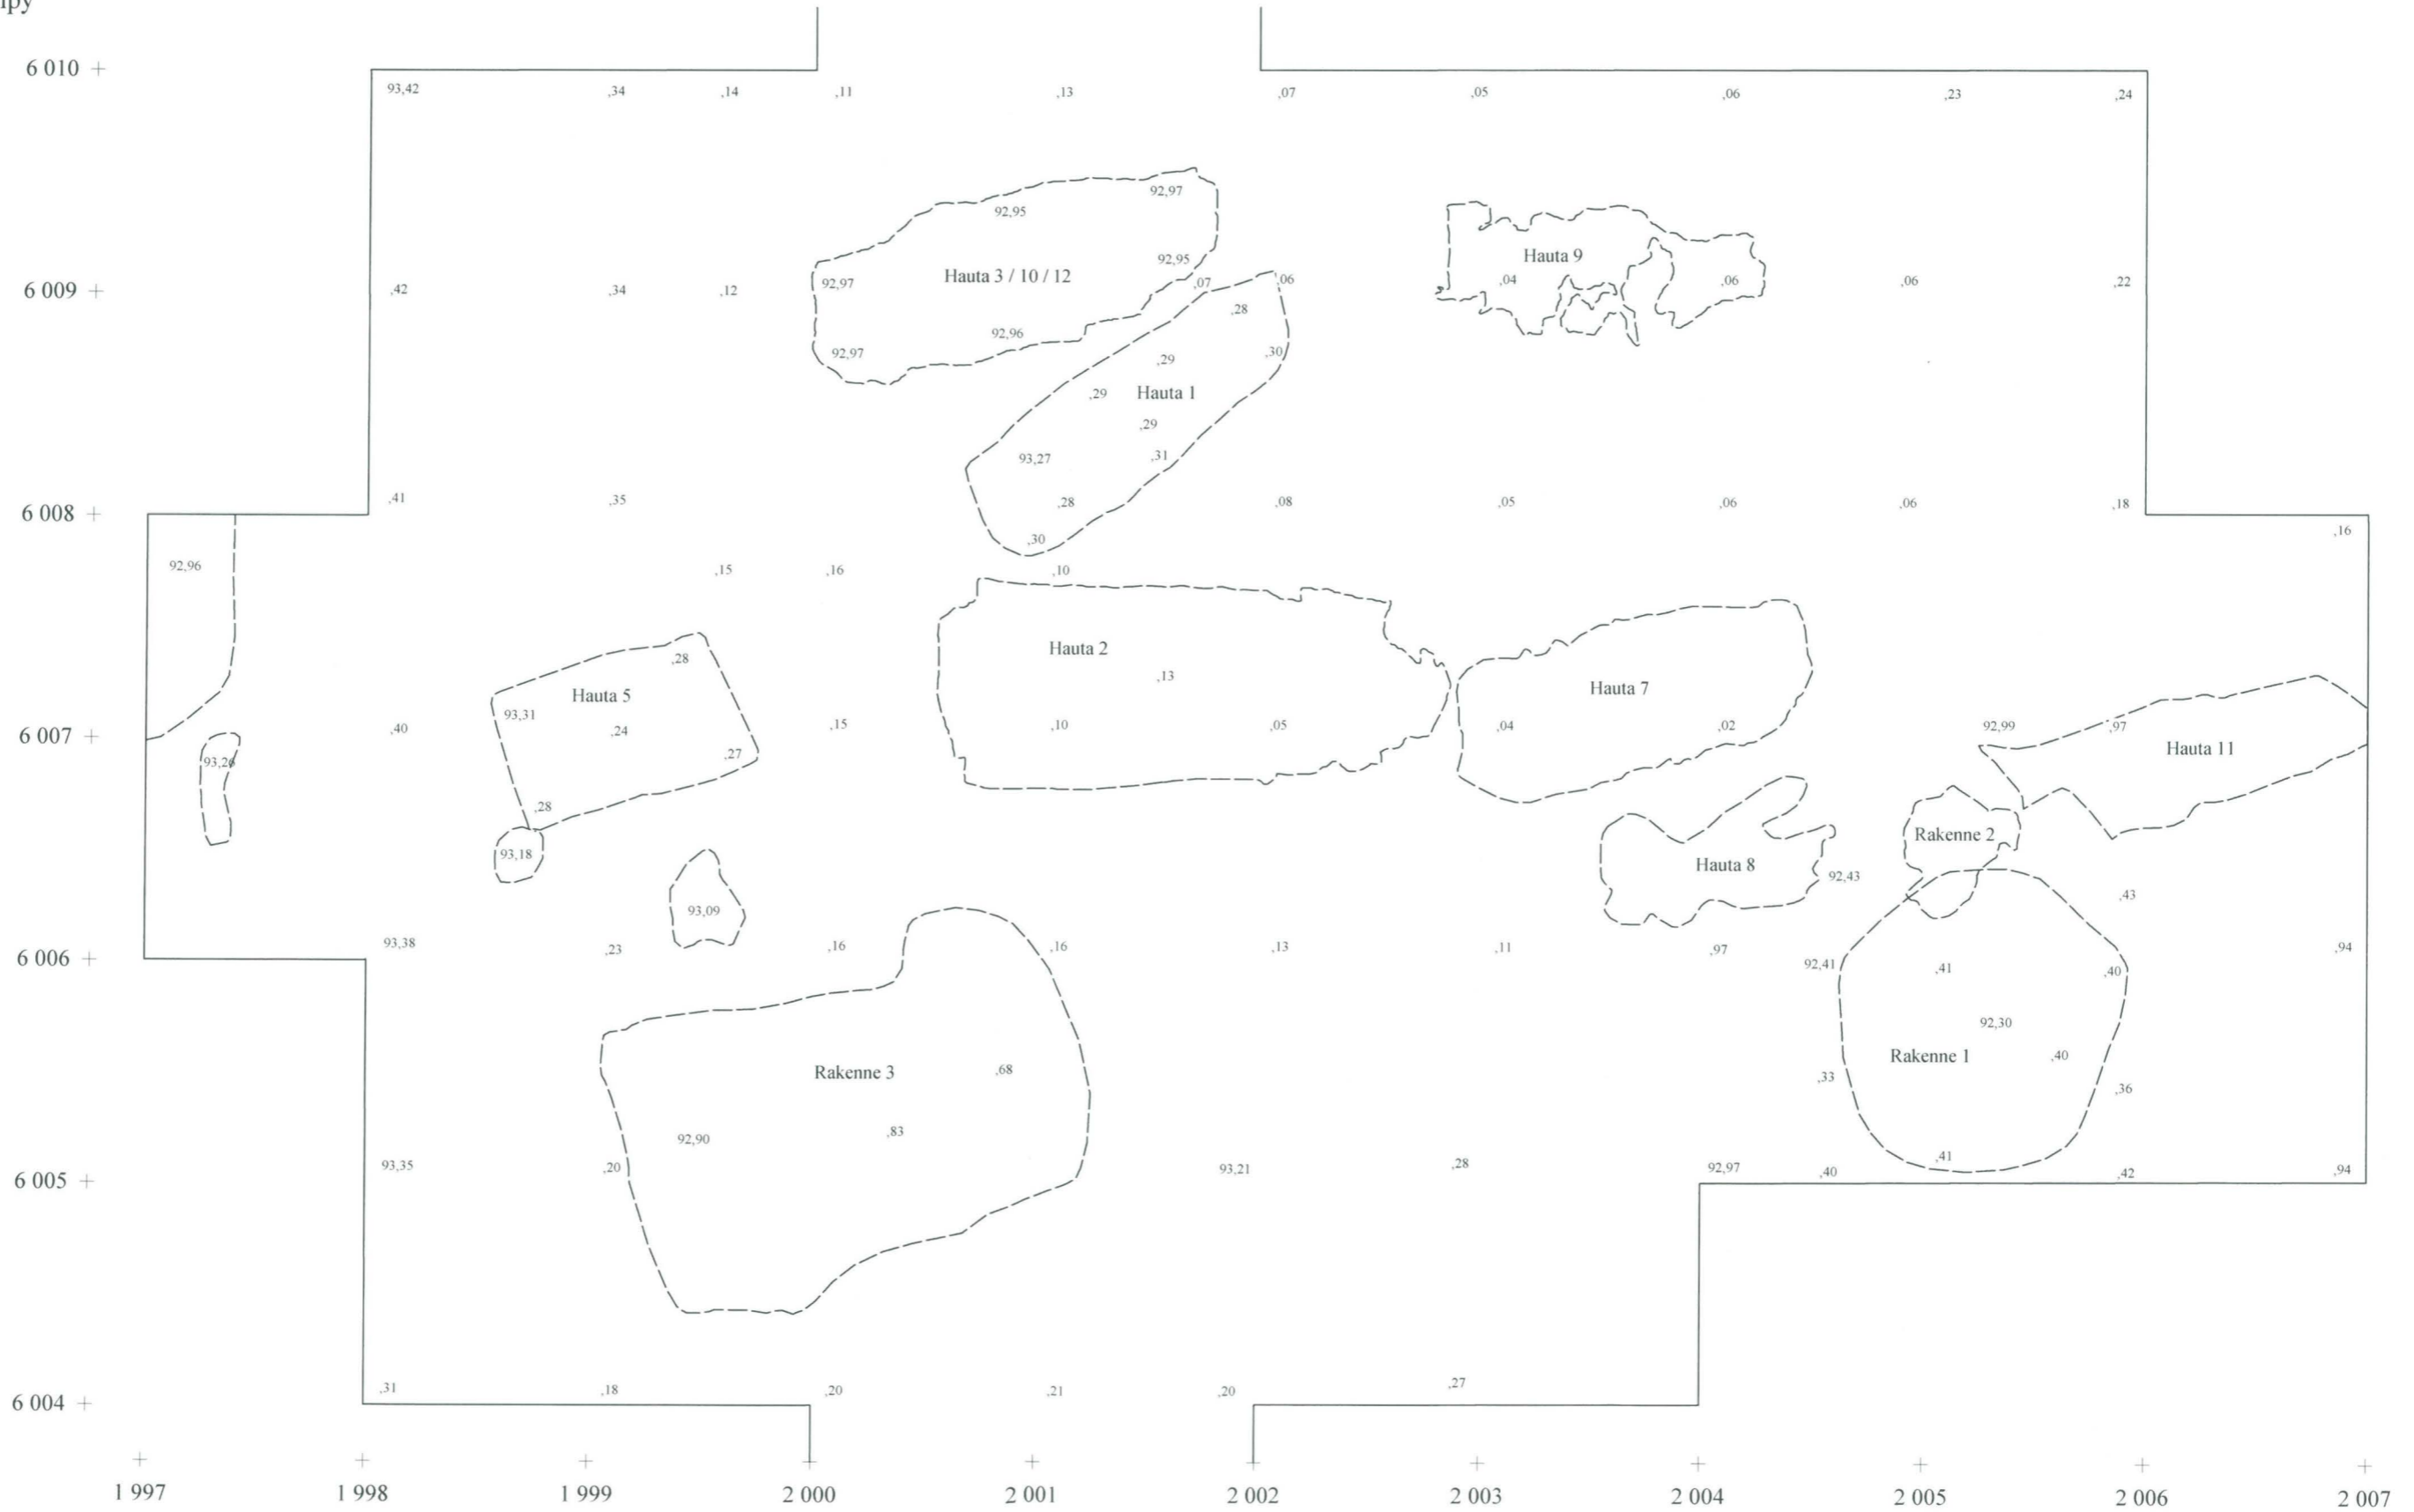 6 010
93,42 ,34 ,14 ,11 ,13 ,07 ,05 ,06 ,23 ,24
92,97
92,95
Hauta 9
92,95
Hauta 3 / 10 / 12
6 009
,42 ,34 ,12 92,97 ,07 ,06 ,04 ,06 ,06 ,22
,28
92,96
92,97 ,29 ,30
,29 Hauta 1
,29
93,27 ,31
6 008
,41 ,35 ,28 ,08 ,05 ,06 ,06 ,18
,30 ,16
92,96 ,15 ,16 ,10
Hauta 2
,28
,13
Hauta 5 Hauta 7
93,31
6 007
,40 ,24 ,15 ,10 ,05 ,04 ,02 92,99 ,97
Hauta 11
93,26 ,27
,28
Rakenne 2
93,18
Hauta 8 92,43
,43
93,09
6 006
93,38 ,23 ,16 ,16 ,13 ,11 ,97 ,94
92,41 ,41 ,40
92,30
Rakenne 1 ,40
Rakenne 3 ,68 ,33 ,36
92,90 ,83
6 005
93,35 ,20 93,21 ,28 92,97 ,40 ,41 ,42 ,94
6 004
,31 ,18 ,20 ,21 ,20 ,27
1 997 1 998 1 999 2 000 2 001 2 002 2 003 2 004 2 005 2 006 2 007